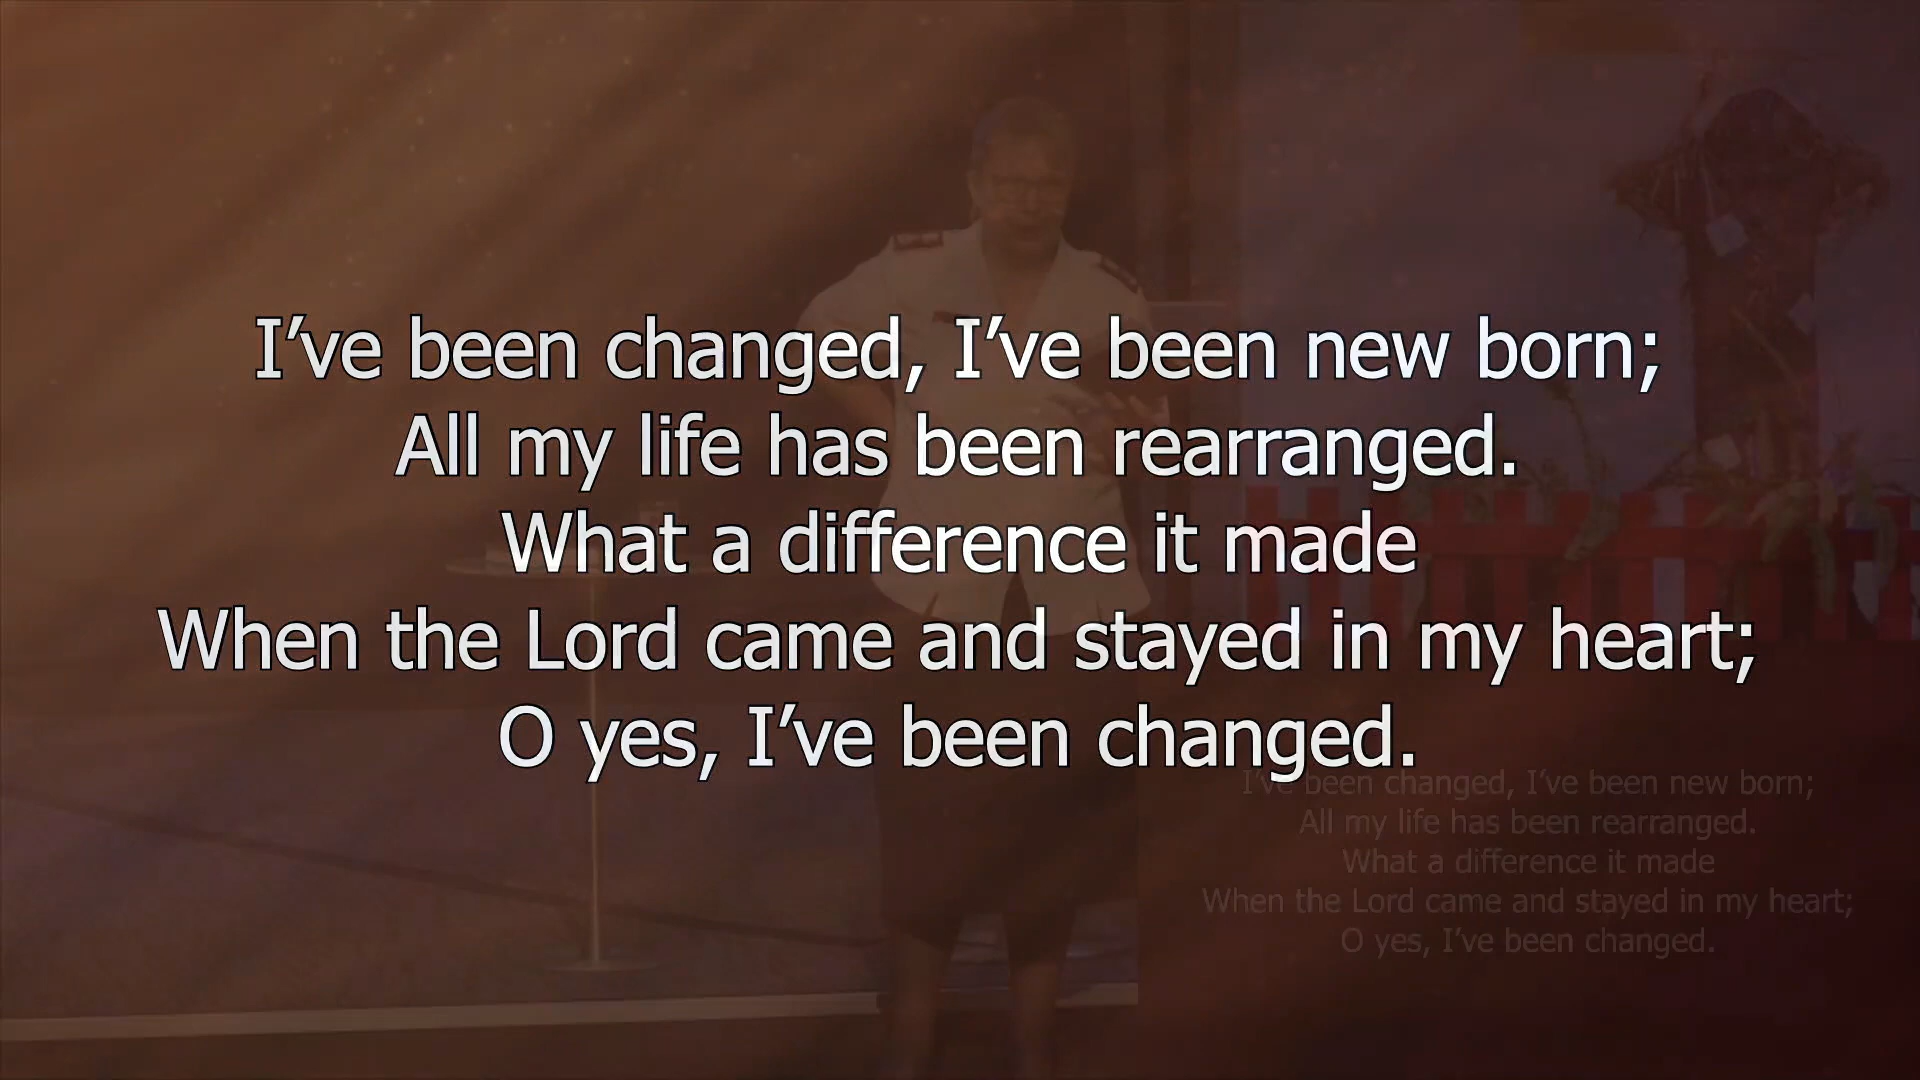 I’ve been changed, I’ve been new born;
All my life has been rearranged.
What a difference it made
When the Lord came and stayed in my heart;
O yes, I’ve been changed.
I’ve been changed, I’ve been new born;
All my life has been rearranged.
What a difference it made
When the Lord came and stayed in my heart;
O yes, I’ve been changed.